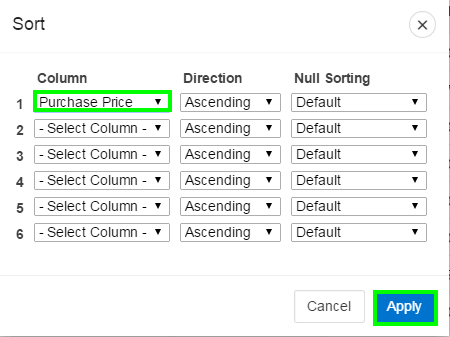 Sort
Column Direction Null Sorting
1 Purchase Price Ascending Default
2 - Select Column - Ascending Default
3 - Select Column - Ascending Default
4 - Select Column - Ascending Default
5 - Select Column - Ascending Default
6 - Select Column - Ascending Default
Cancel Apply